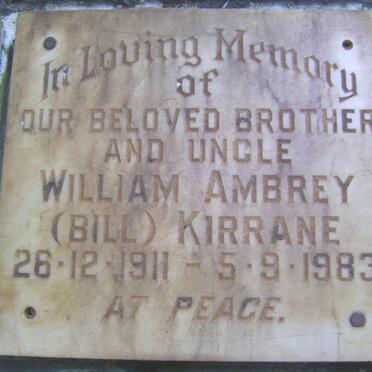 In Loving Memory
of
OUR BELOVED BROTHER
AND UNCLE
WILLIAM AMBREY
(BILL) KIRRANE
26·12·1911 - 5·9·1983
AT PEACE.